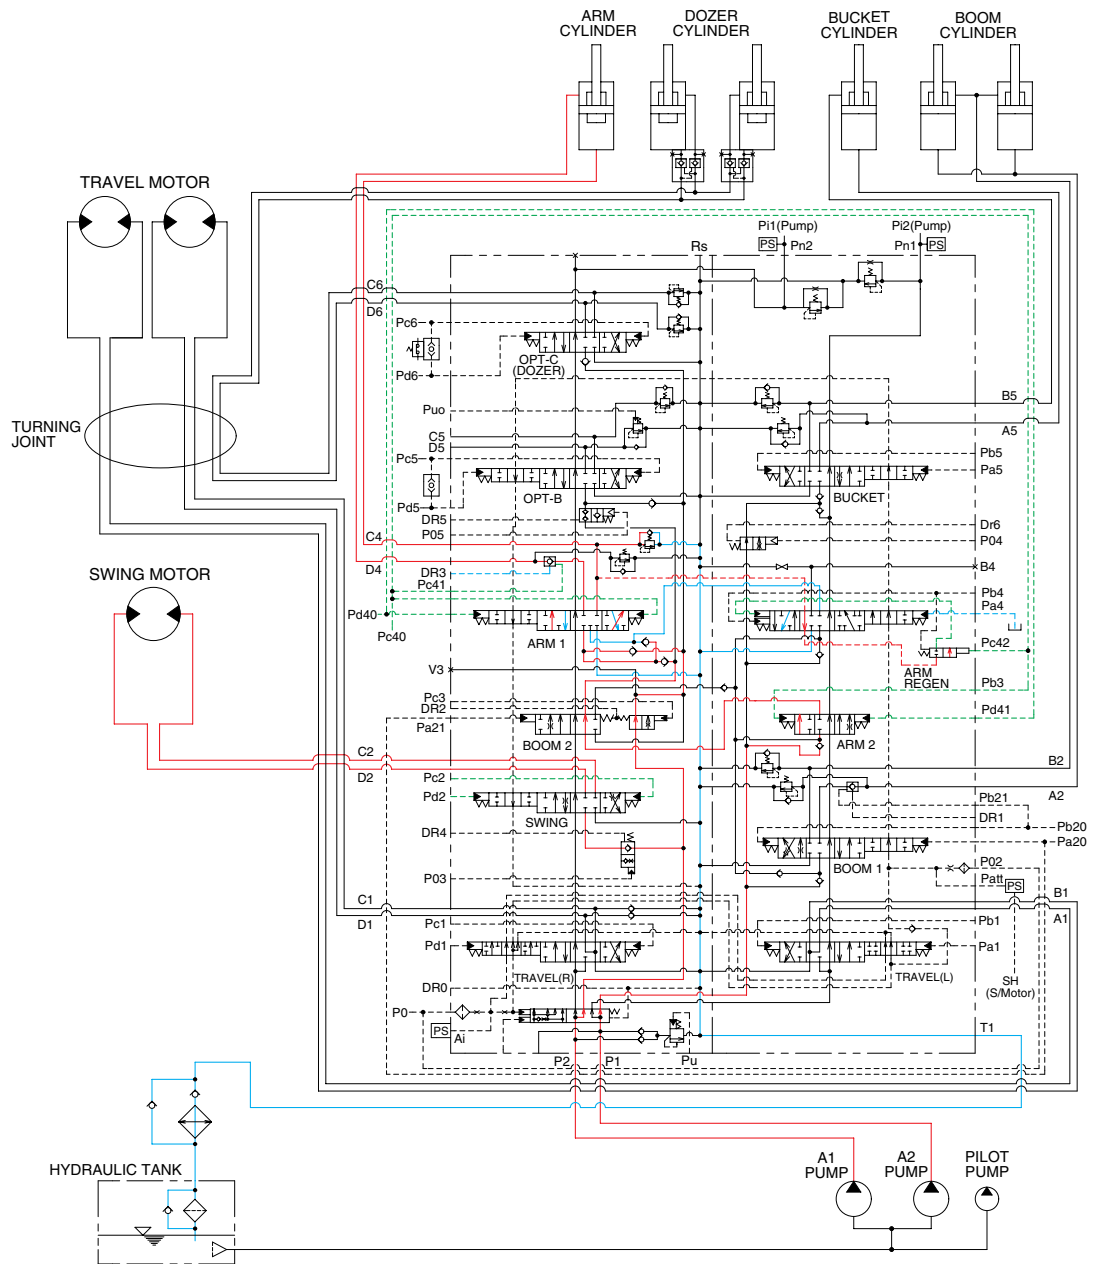 ARM
CYLINDER
DOZER
CYLINDER
BUCKET
CYLINDER
BOOM
CYLINDER
TRAVEL MOTOR
Pi1(Pump)
Pi2(Pump)
PS
Pn2
Pn1
PS
Rs
C6
D6
Pc6
Pd6
OPT-C
(DOZER)
TURNING
JOINT
Puo
C5
D5
Pc5
Pd5
OPT-B
B5
A5
Pb5
Pa5
BUCKET
DR5
P05
C4
D4
Dr6
P04
B4
SWING MOTOR
DR3
Pc41
Pd40
Pc40
ARM 1
Pb4
Pa4
Pc42
ARM
REGEN
V3
Pc3
DR2
Pa21
BOOM 2
Pb3
Pd41
ARM 2
C2
D2
Pc2
Pd2
SWING
B2
A2
Pb21
DR1
Pb20
Pa20
DR4
P03
BOOM 1
P02
Patt
PS
C1
D1
B1
A1
Pc1
Pd1
TRAVEL(R)
Pb1
Pa1
TRAVEL(L)
SH
(S/Motor)
DR0
P0
PS
Ai
P2
P1
Pu
T1
HYDRAULIC TANK
A1
PUMP
A2
PUMP
PILOT
PUMP